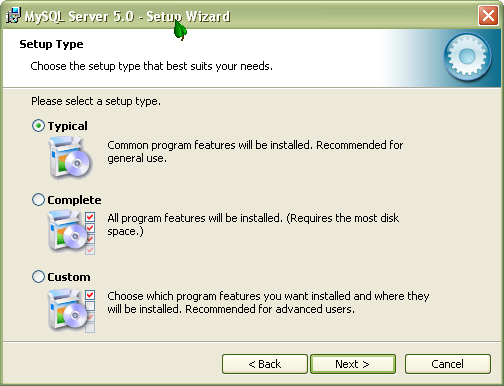 MySQL Server 5.0 - Setup Wizard
Setup Type
Choose the setup type that best suits your needs.
Please select a setup type.
Typical
Common program features will be installed. Recommended for
general use.
Complete
All program features will be installed. (Requires the most disk
space.)
Custom
Choose which program features you want installed and where they
will be installed. Recommended for advanced users.
< Back
Next >
Cancel